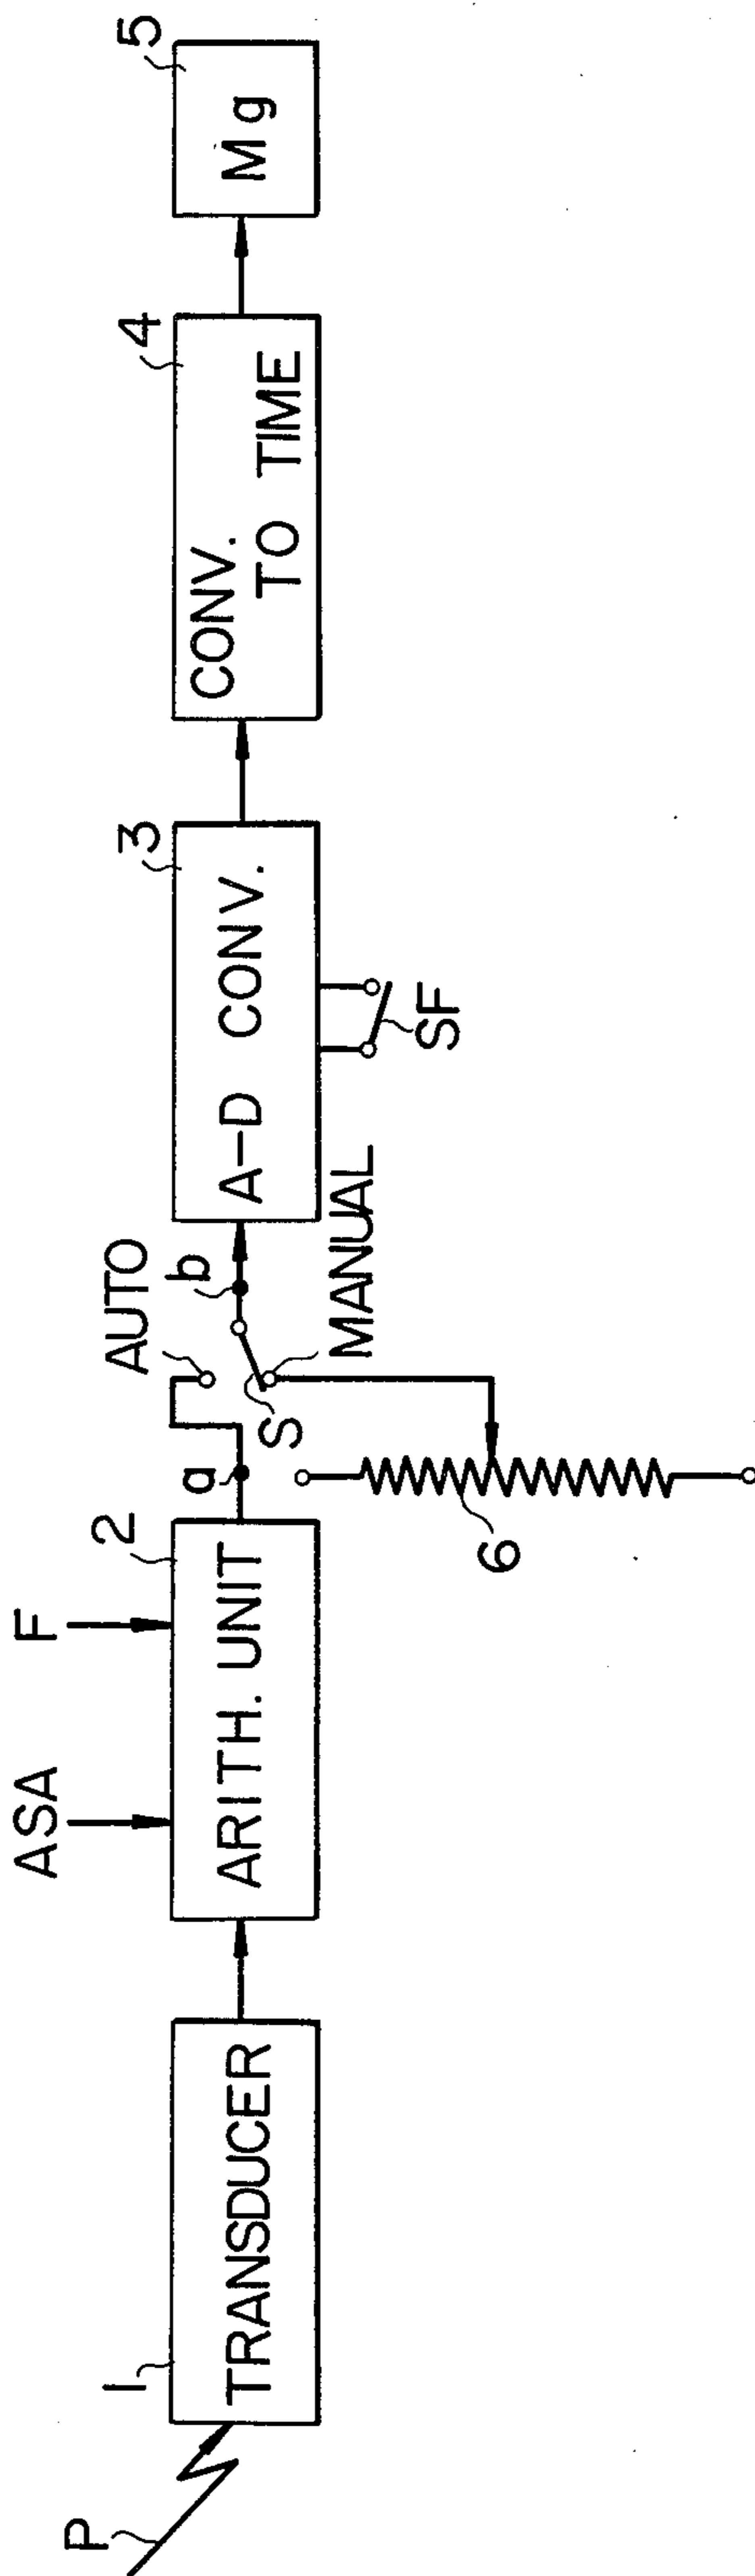 P
1
TRANSDUCER
ASA
F
2
ARITH. UNIT
a
6
AUTO
b
S
MANUAL
3
A-D CONV.
SF
4
CONV.
TO TIME
5
Mg